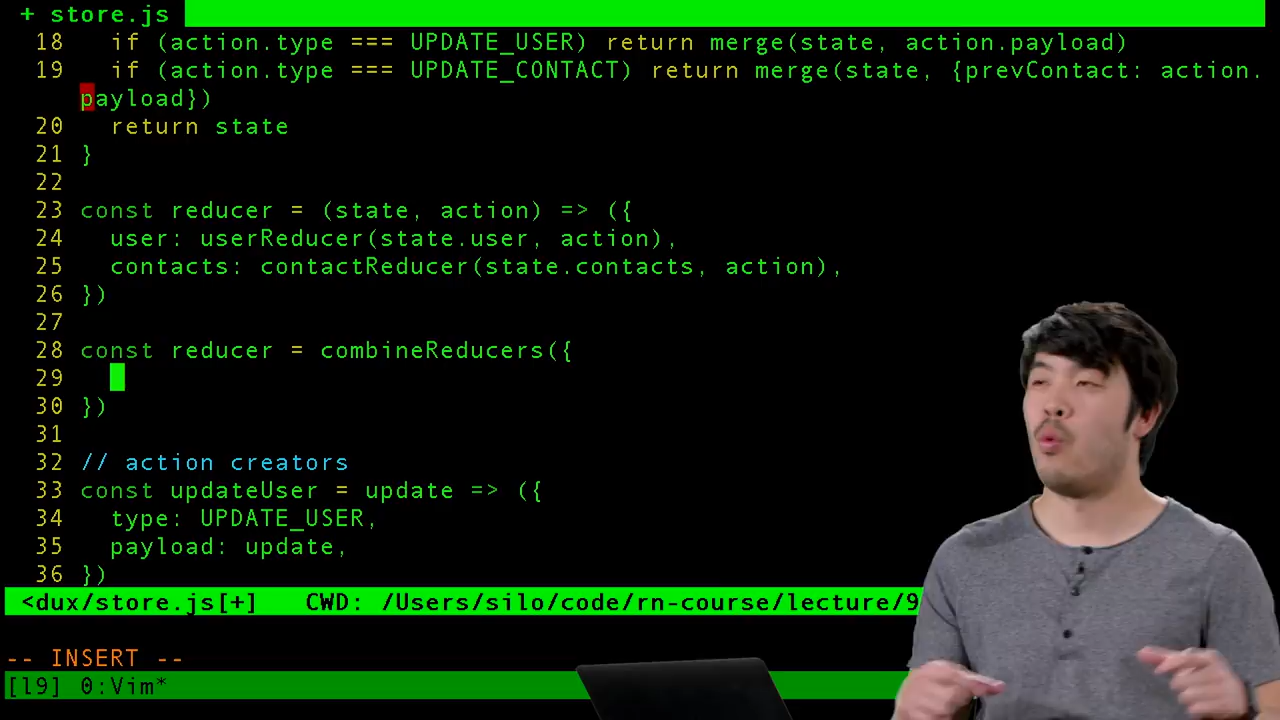 + store.js
18 if (action.type === UPDATE_USER) return merge(state, action.payload)
19 if (action.type === UPDATE_CONTACT) return merge(state, {prevContact: action.
payload})
20 return state
21 }
22
23 const reducer = (state, action) => ({
24 user: userReducer(state.user, action),
25 contacts: contactReducer(state.contacts, action),
26 })
27
28 const reducer = combineReducers({
29
30 })
31
32 // action creators
33 const updateUser = update => ({
34 type: UPDATE_USER,
35 payload: update,
36 })
<dux/store.js[+] CWD: /Users/silo/code/rn-course/lecture/9
-- INSERT --
[l9] 0:Vim*